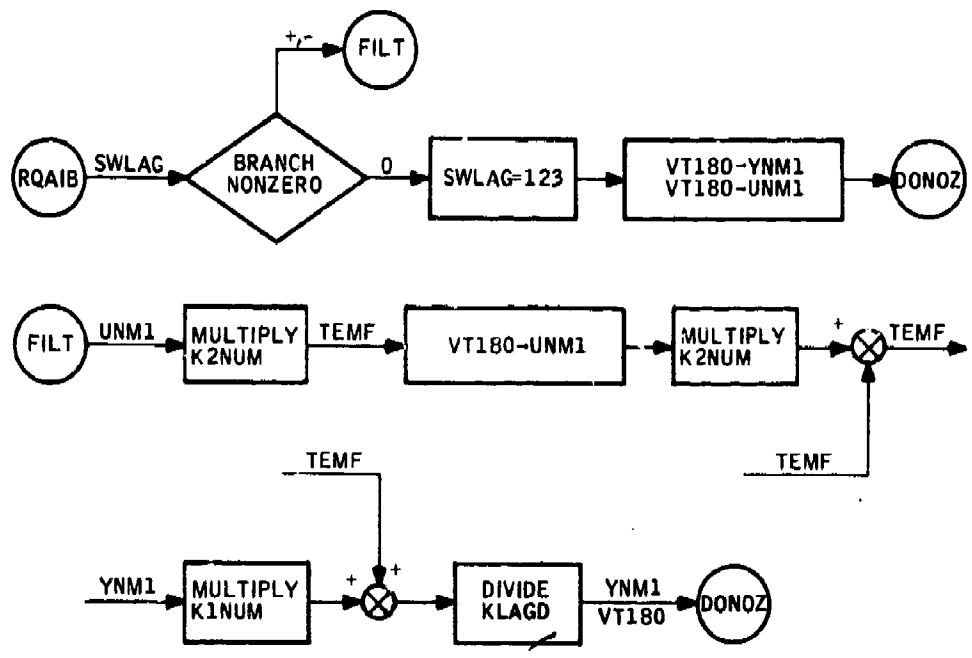 +,-
FILT
RQAIB
SWLAG
BRANCH
NONZERO
0
SWLAG=123
VT180→YNM1
VT180→UNM1
DONOZ
FILT
UNM1
MULTIPLY
K2NUM
TEMF
VT180→UNM1
MULTIPLY
K2NUM
+
TEMF
TEMF
TEMF
YNM1
MULTIPLY
K1NUM
+
+
DIVIDE
KLAGD
YNM1
VT180
DONOZ